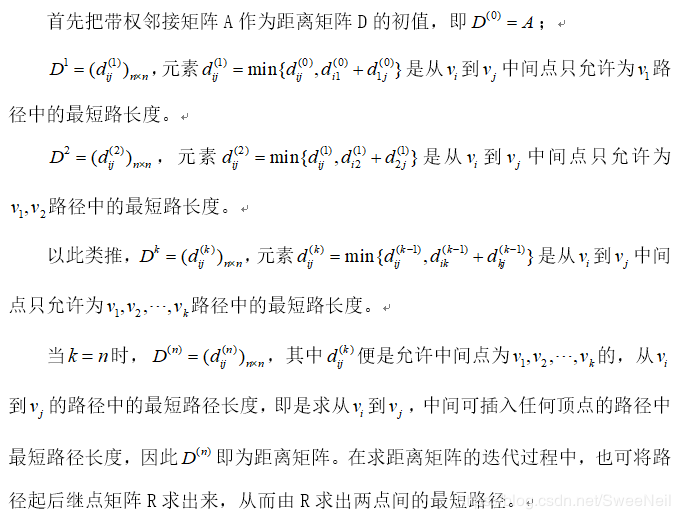 首先把带权邻接矩阵 A 作为距离矩阵 D 的初值，即 $D^{(0)} = A$；
$D^1 = (d_{ij}^{(1)})_{n \times n}$，元素 $d_{ij}^{(1)} = \min\{d_{ij}^{(0)}, d_{i1}^{(0)} + d_{1j}^{(0)}\}$ 是从 $v_i$ 到 $v_j$ 中间点只允许为 $v_1$ 路
径中的最短路长度。
$D^2 = (d_{ij}^{(2)})_{n \times n}$，元素 $d_{ij}^{(2)} = \min\{d_{ij}^{(1)}, d_{i2}^{(1)} + d_{2j}^{(1)}\}$ 是从 $v_i$ 到 $v_j$ 中间点只允许为
$v_1, v_2$ 路径中的最短路长度。
以此类推，$D^k = (d_{ij}^{(k)})_{n \times n}$，元素 $d_{ij}^{(k)} = \min\{d_{ij}^{(k-1)}, d_{ik}^{(k-1)} + d_{kj}^{(k-1)}\}$ 是从 $v_i$ 到 $v_j$ 中间
点只允许为 $v_1, v_2, \cdots, v_k$ 路径中的最短路长度。
当 $k = n$ 时，$D^{(n)} = (d_{ij}^{(n)})_{n \times n}$，其中 $d_{ij}^{(k)}$ 便是允许中间点为 $v_1, v_2, \cdots, v_k$ 的，从 $v_i$
到 $v_j$ 的路径中的最短路径长度，即是求从 $v_i$ 到 $v_j$，中间可插入任何顶点的路径中
最短路径长度，因此 $D^{(n)}$ 即为距离矩阵。在求距离矩阵的迭代过程中，也可将路
径起后继点矩阵 R 求出来，从而由 R 求出两点间的最短路径。
blog.csdn.net/SweeNeil